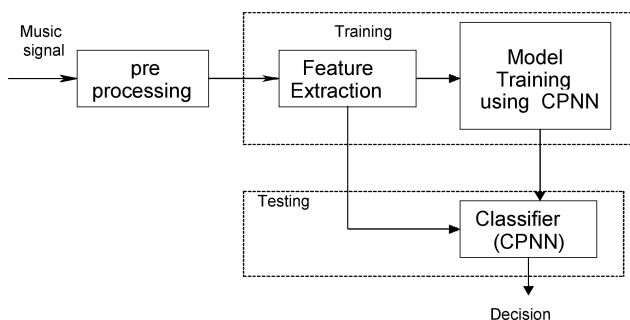 Music
signal
pre
processing
Training
Feature
Extraction
Model
Training
using CPNN
Testing
Classifier
(CPNN)
Decision